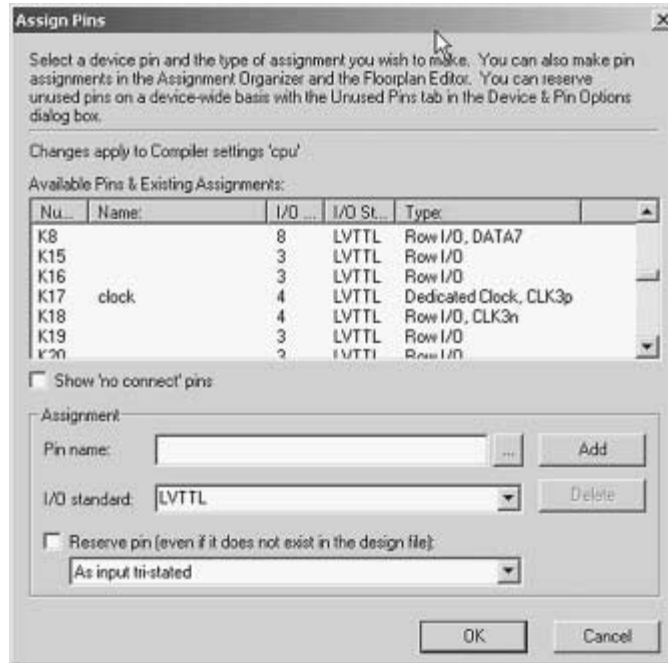 Assign Pins
Select a device pin and the type of assignment you wish to make. You can also make pin
assignments in the Assignment Organizer and the Floorplan Editor. You can reserve
unused pins on a device-wide basis with the Unused Pins tab in the Device & Pin Options
dialog box.
Changes apply to Compiler settings 'cpu'
Available Pins & Existing Assignments:
Nu... Name: I/O ... I/O St... Type:
K8 8 LVTTL Row I/O, DATA7
K15 3 LVTTL Row I/O
K16 3 LVTTL Row I/O
K17 clock 4 LVTTL Dedicated Clock, CLK3p
K18 4 LVTTL Row I/O, CLK3n
K19 3 LVTTL Row I/O
K20 3 LVTTL Row I/O
Show 'no connect' pins
Assignment
Pin name: ... Add
I/O standard: LVTTL Delete
Reserve pin (even if it does not exist in the design file):
As input tri-stated
OK Cancel